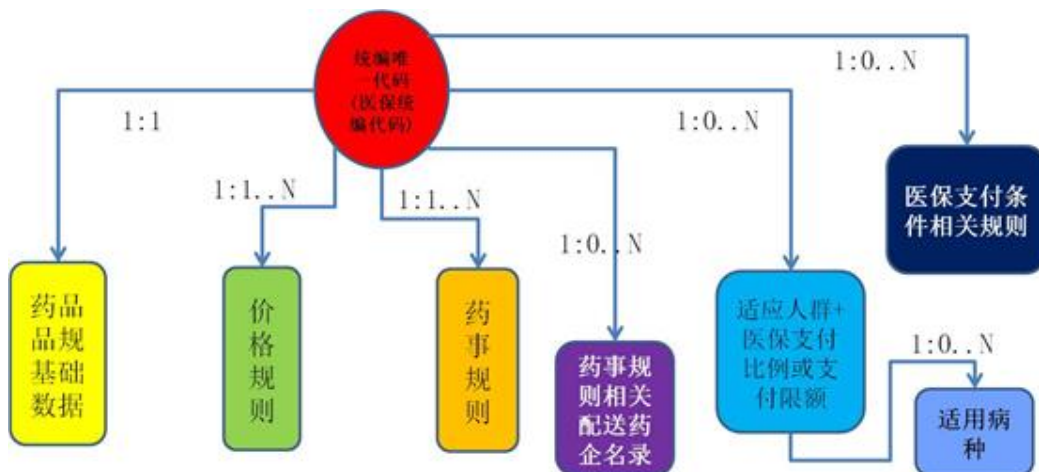 统编唯
一代码
(医保统
编代码)
1:0..N
1:1
1:0..N
1:1..N
1:1..N
1:0..N
医保支付条
件相关规则
药品
品规
基础
数据
价
格
规
则
药
事
规
则
药事规
则相关
配送药
企名录
适应人群+
医保支付
比例或支
付限额
1:0..N
适用病
种